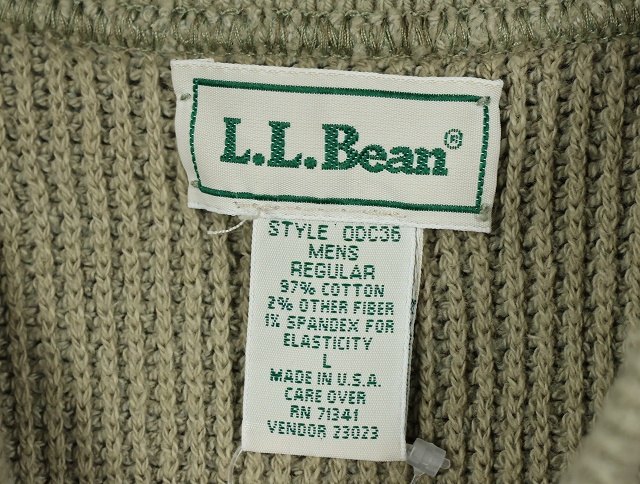 L.L.Bean®
STYLE 0DC36
MENS
REGULAR
97% COTTON
2% OTHER FIBER
1% SPANDEX FOR
ELASTICITY
L
MADE IN U.S.A.
CARE OVER
RN 71341
VENDOR 23023